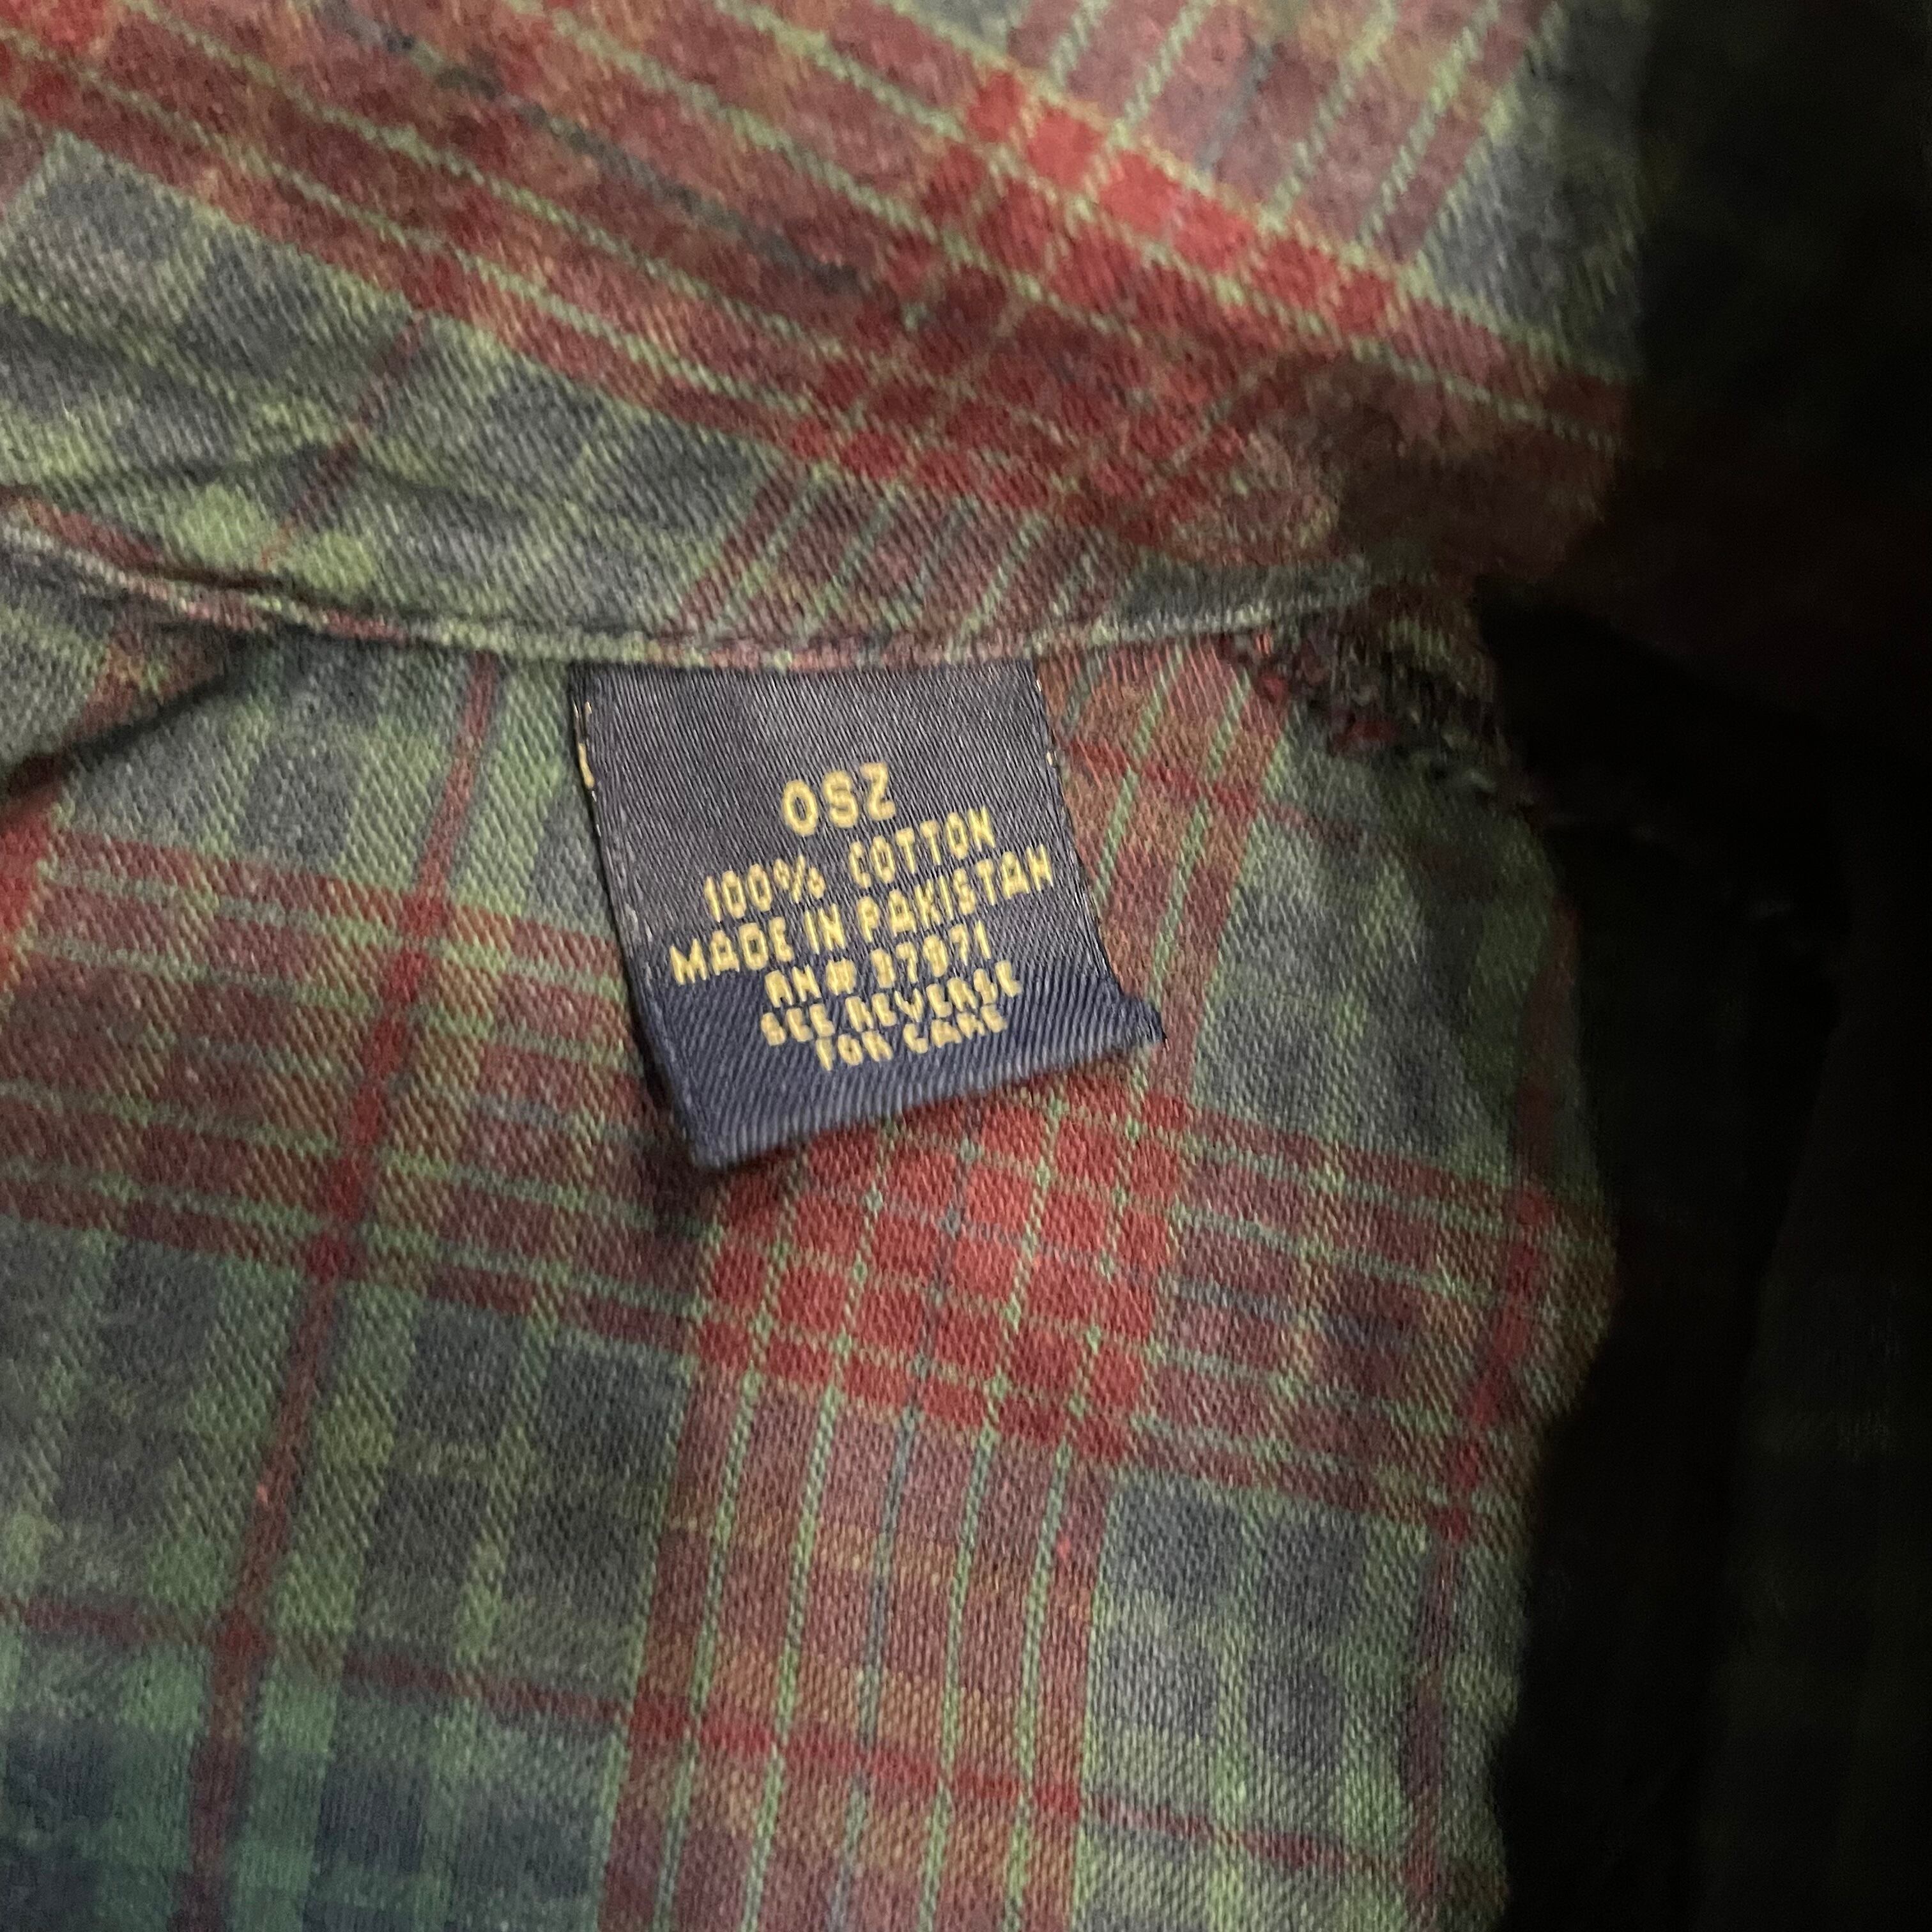 OSZ
100% COTTON
MADE IN PAKISTAN
RN# 37971
SEE REVERSE
FOR CARE